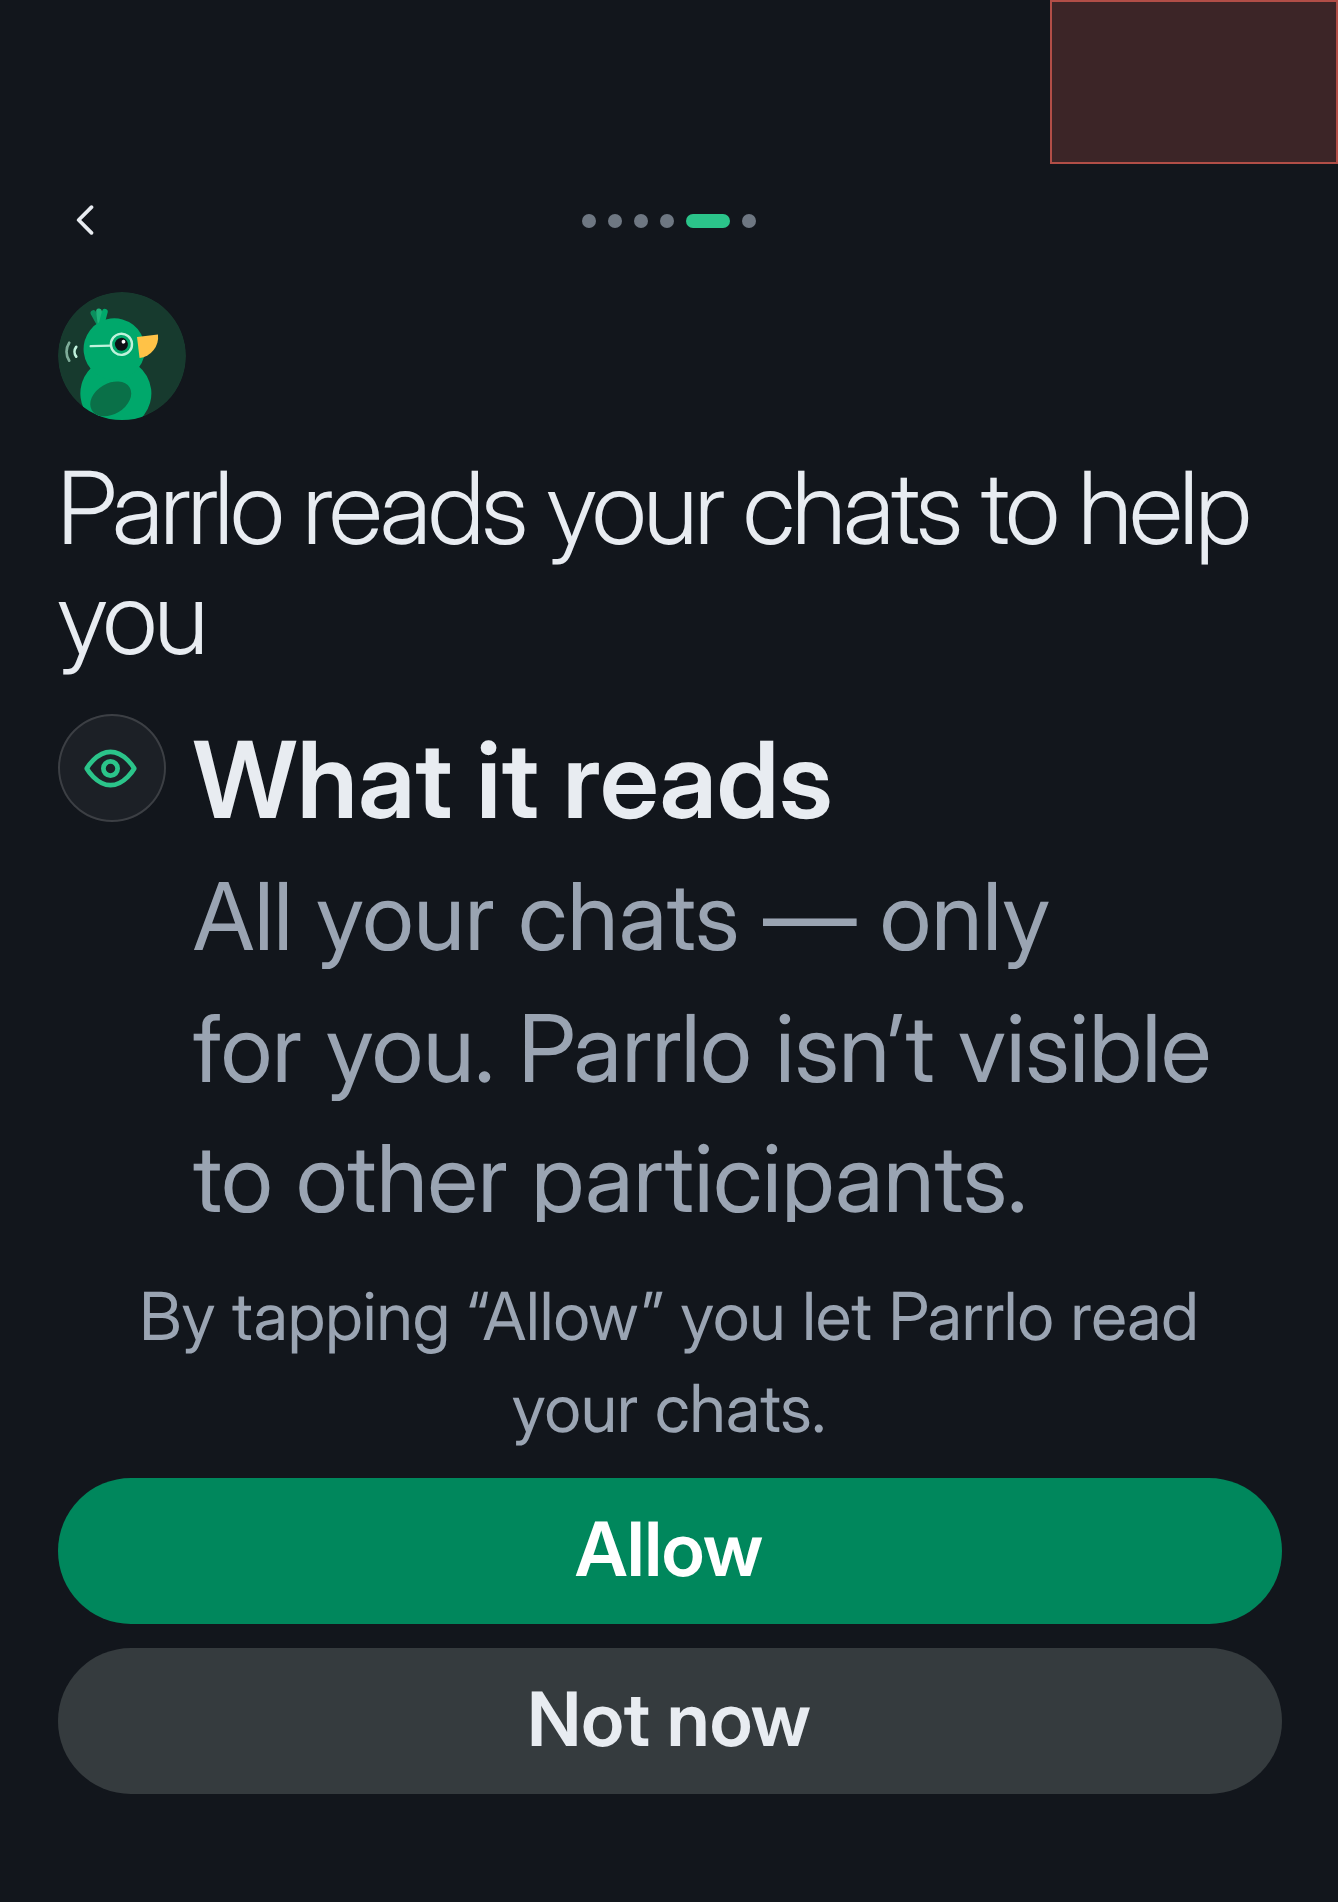 Parrlo reads your chats to help
you
What it reads
All your chats — only
for you. Parrlo isn’t visible
to other participants.
By tapping “Allow” you let Parrlo read
your chats.
Allow
Not now